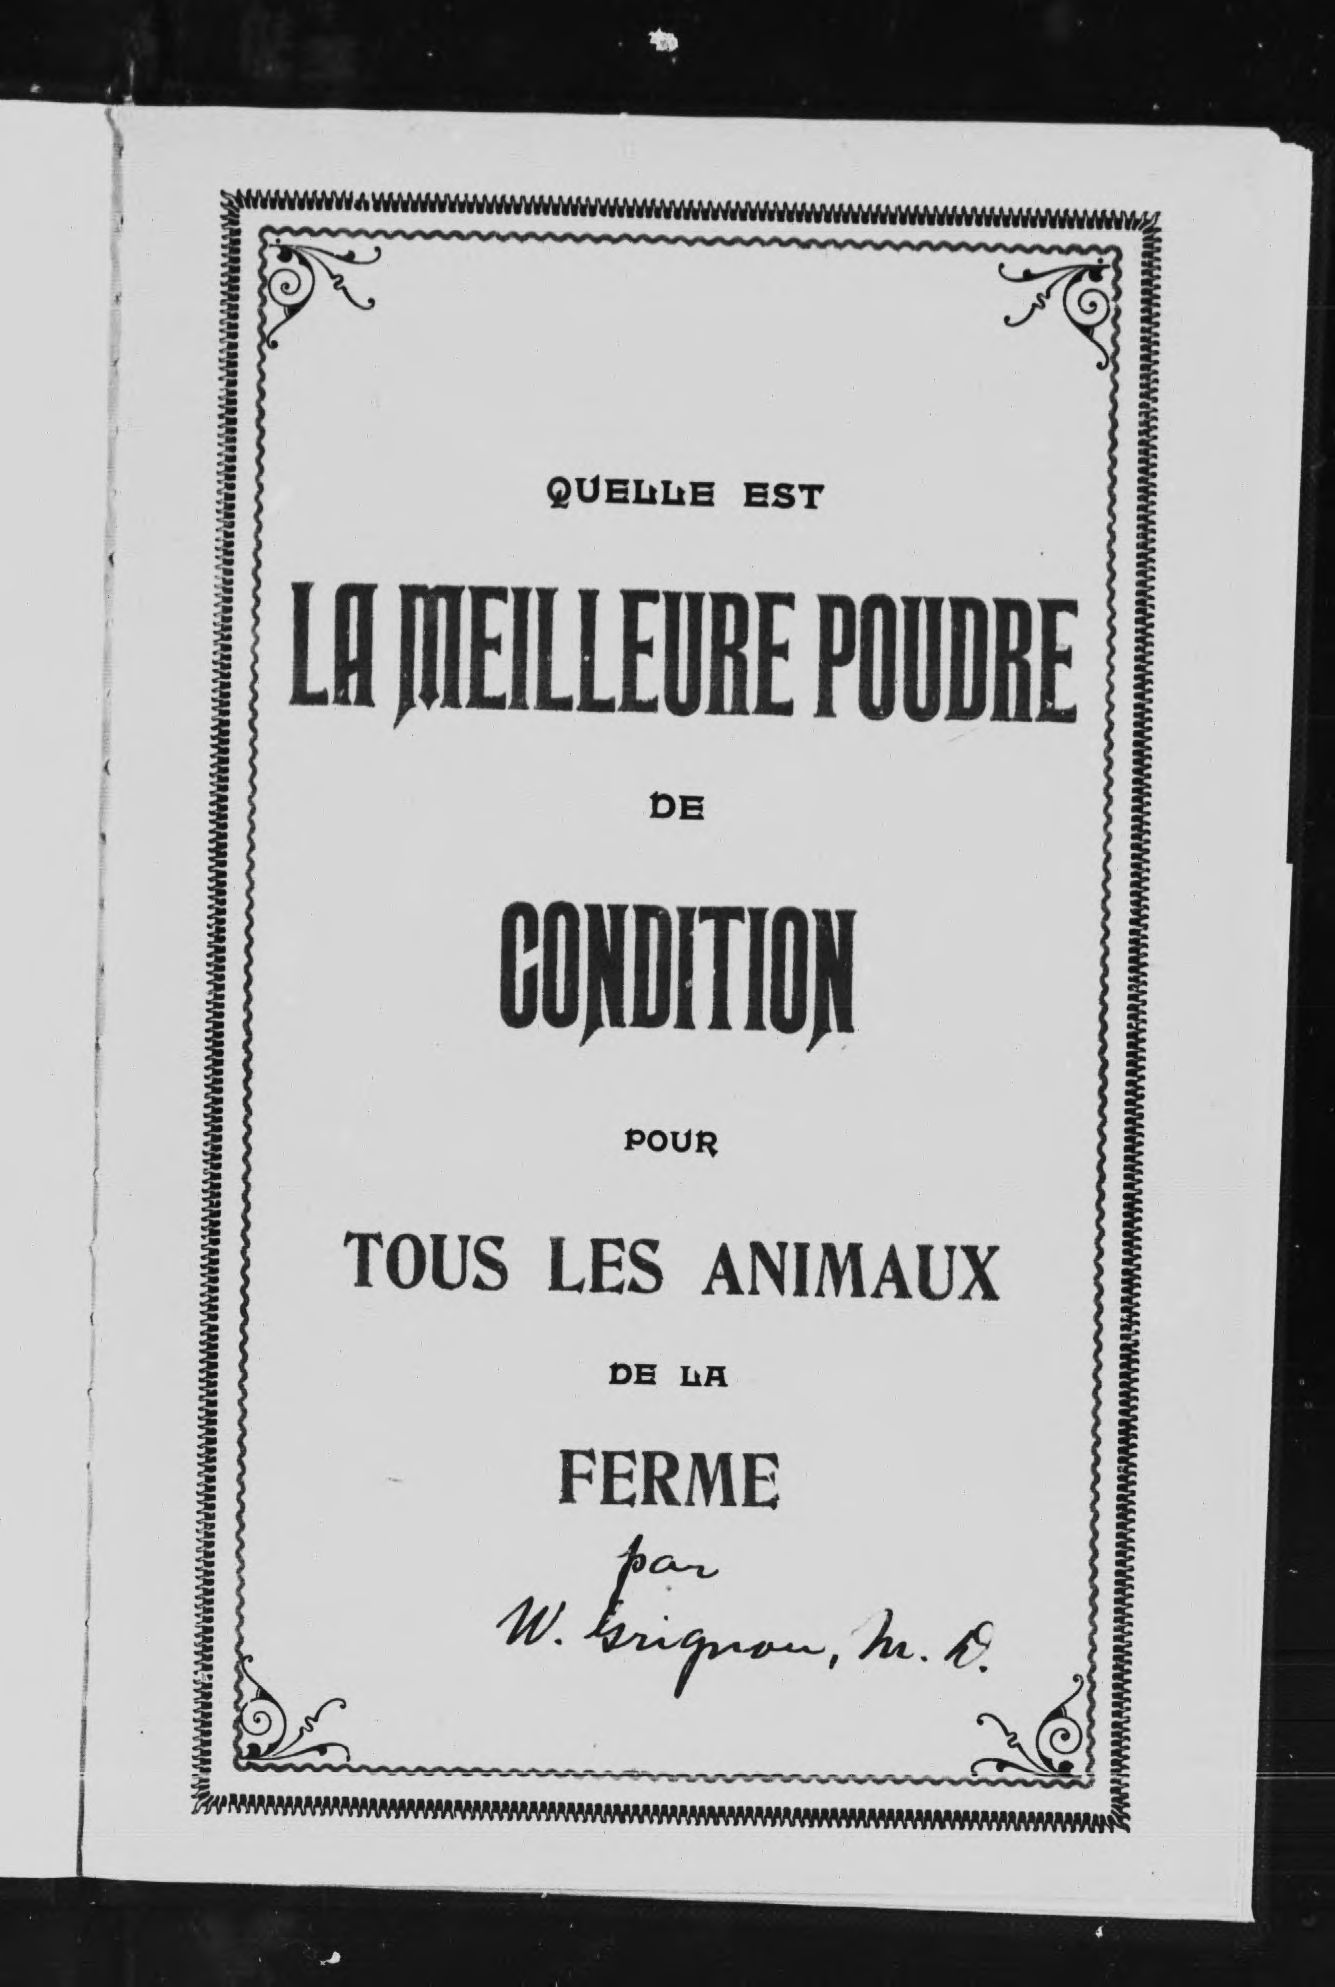 QUELLE EST
LA MEILLEURE POUDRE
DE
CONDITION
POUR
TOUS LES ANIMAUX
DE LA
FERME
par
W. Grignon, M. D.